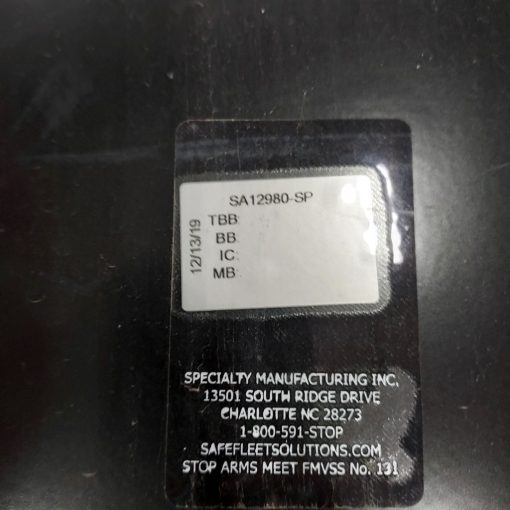 SA12980-SP
12/13/19
TBB:
BB:
IC:
MB:
SPECIALTY MANUFACTURING INC.
13501 SOUTH RIDGE DRIVE
CHARLOTTE NC 28273
1-800-591-STOP
SAFEFLEETSOLUTIONS.COM
STOP ARMS MEET FMVSS No. 131